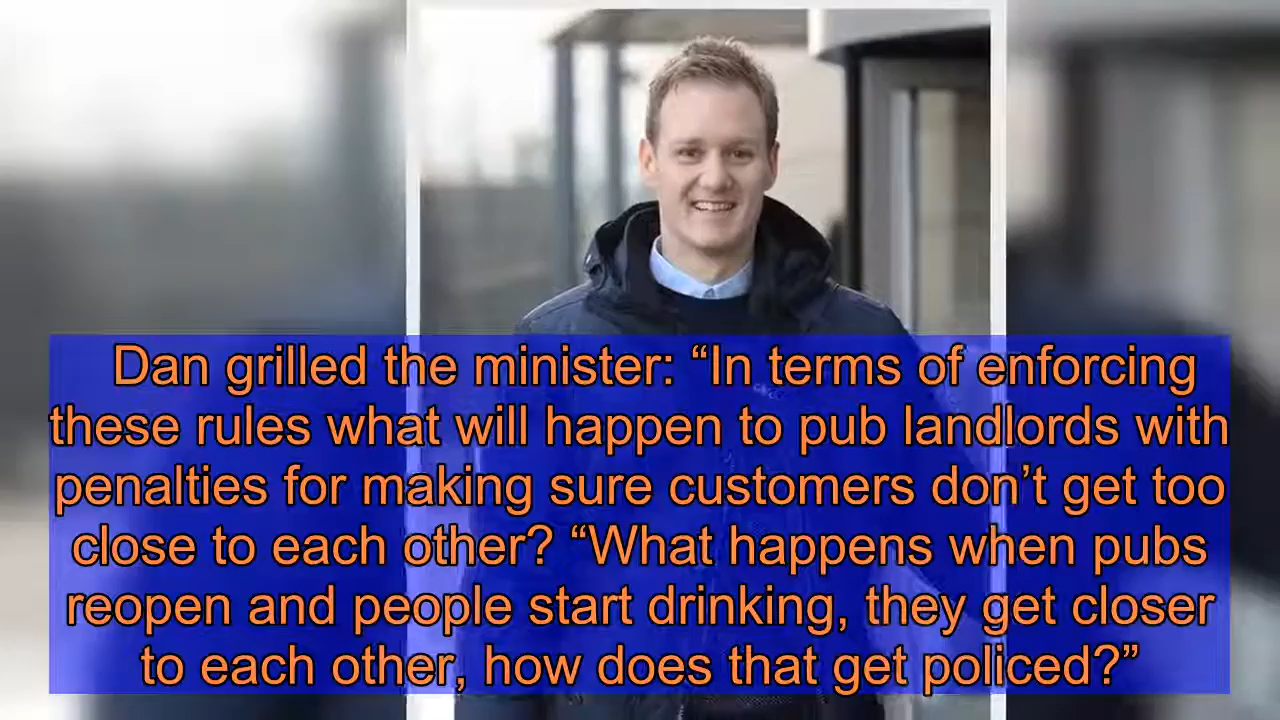 Dan grilled the minister: “In terms of enforcing
these rules what will happen to pub landlords with
penalties for making sure customers don’t get too
close to each other? “What happens when pubs
reopen and people start drinking, they get closer
to each other, how does that get policed?”